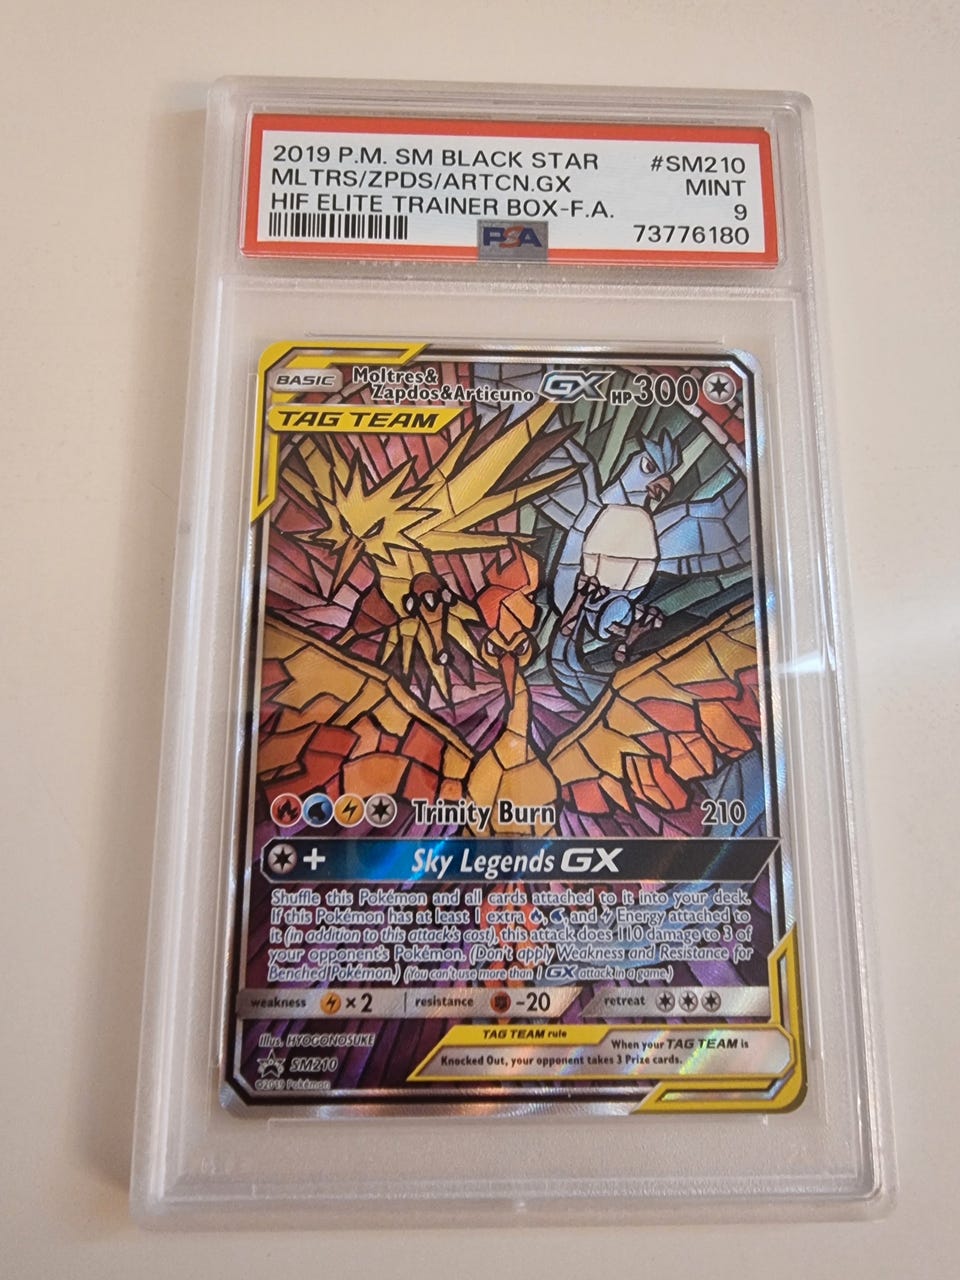 2019 P.M. SM BLACK STAR #SM210
MLTRS/ZPDS/ARTCN.GX MINT
HIF ELITE TRAINER BOX-F.A. 9
PSA 73776180
BASIC Moltres& Zapdos&Articuno GX HP 300
TAG TEAM
Trinity Burn 210
+ Sky Legends GX
Shuffle this Pokémon and all cards attached to it into your deck.
If this Pokémon has at least 1 extra , , and Energy attached to
it (in addition to this attack's cost), this attack does 110 damage to 3 of
your opponent's Pokémon. (Don't apply Weakness and Resistance for
Benched Pokémon.) (You can't use more than 1 GX attack in a game.)
weakness ×2 resistance -20 retreat
Illus. HYOGONOSUKE
SM210
©2019 Pokémon
TAG TEAM rule
When your TAG TEAM is
Knocked Out, your opponent takes 3 Prize cards.